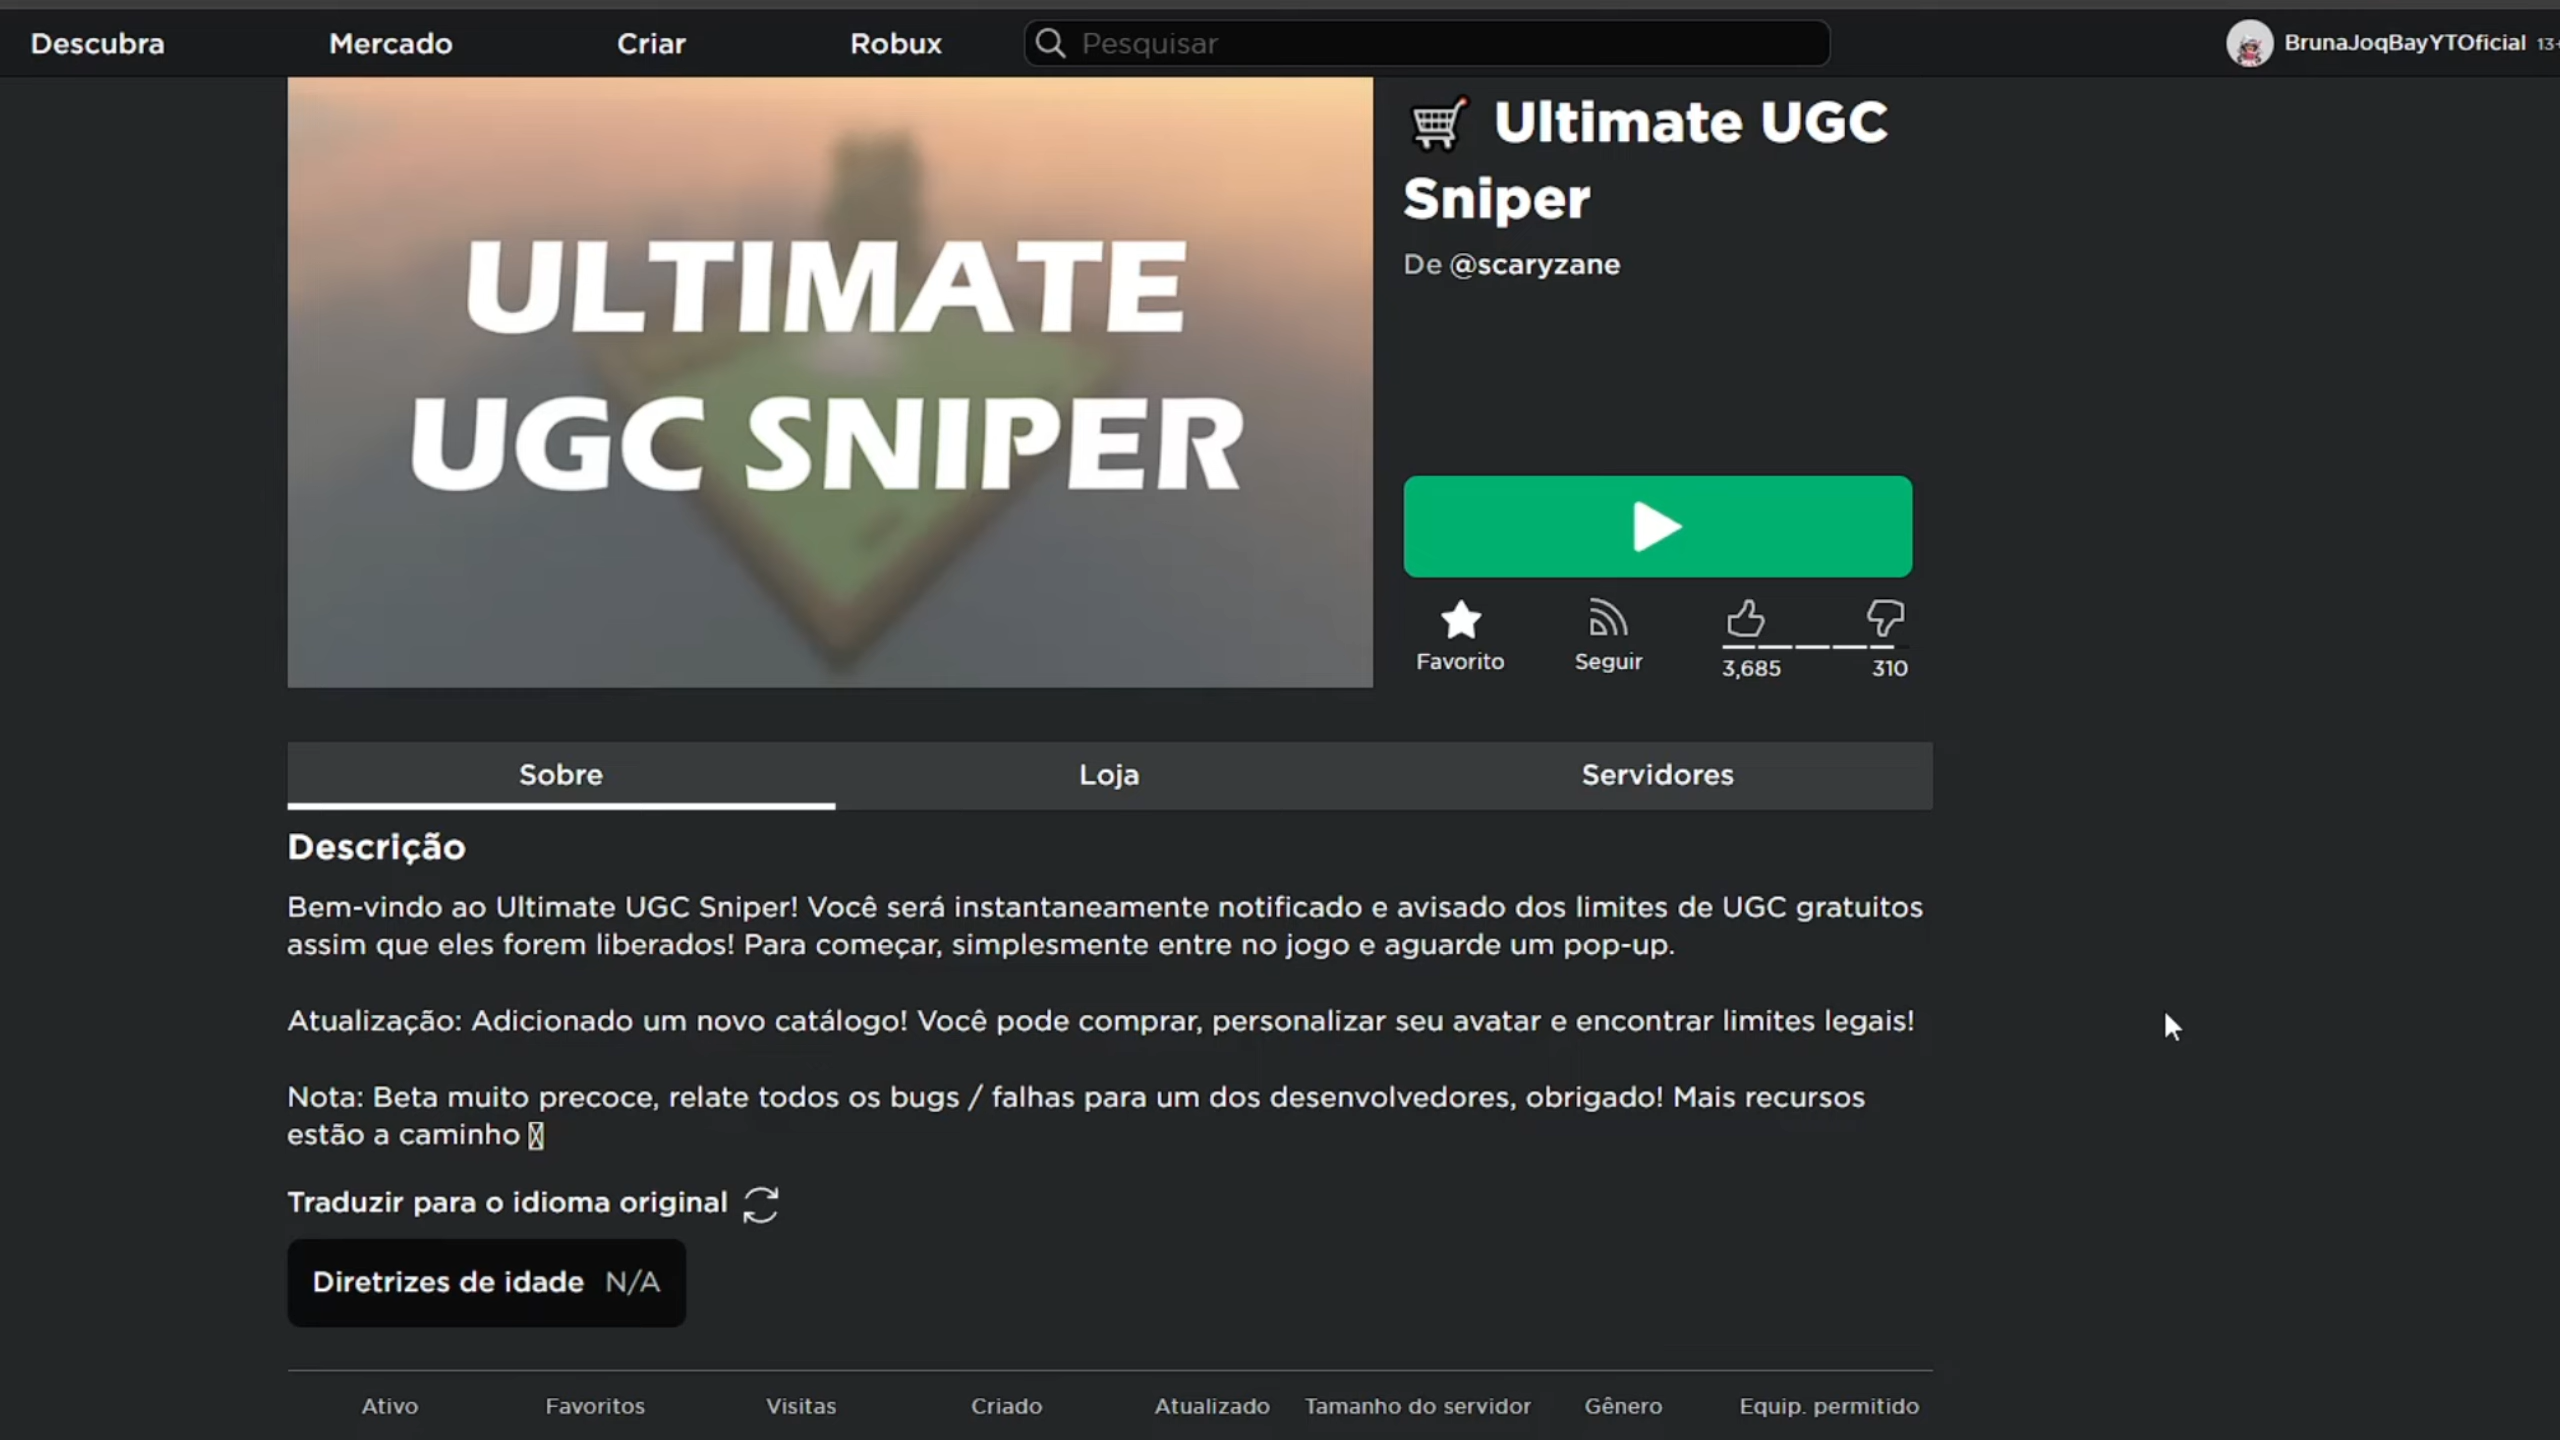 Descubra Mercado Criar Robux Pesquisar BrunaJoqBayYTOficial 13+
ULTIMATE
UGC SNIPER
Ultimate UGC
Sniper
De @scaryzane
Favorito Seguir 3,685 310
Sobre Loja Servidores
Descrição
Bem-vindo ao Ultimate UGC Sniper! Você será instantaneamente notificado e avisado dos limites de UGC gratuitos
assim que eles forem liberados! Para começar, simplesmente entre no jogo e aguarde um pop-up.
Atualização: Adicionado um novo catálogo! Você pode comprar, personalizar seu avatar e encontrar limites legais!
Nota: Beta muito precoce, relate todos os bugs / falhas para um dos desenvolvedores, obrigado! Mais recursos
estão a caminho
Traduzir para o idioma original
Diretrizes de idade N/A
Ativo Favoritos Visitas Criado Atualizado Tamanho do servidor Gênero Equip. permitido